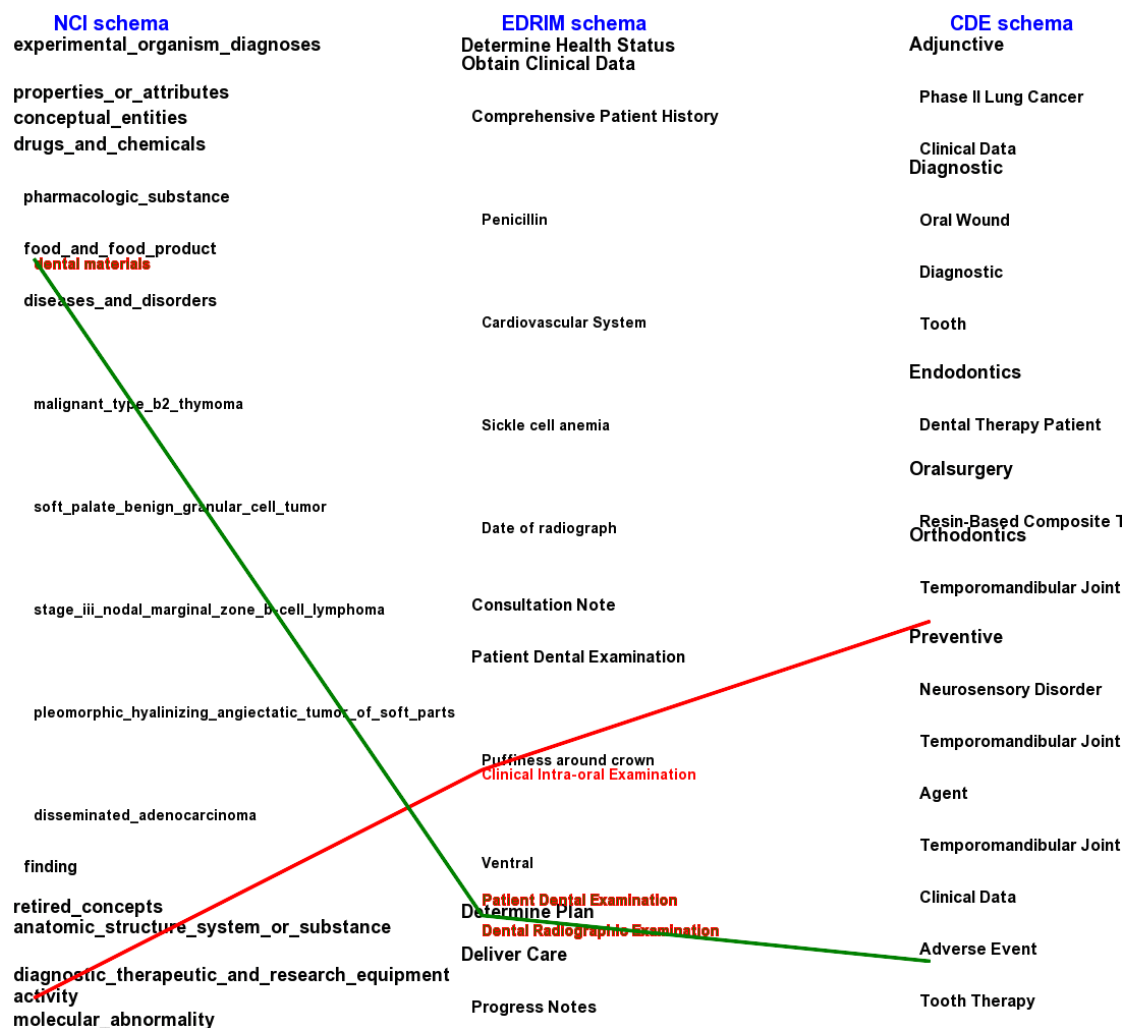 NCI schema
experimental_organism_diagnoses
properties_or_attributes
conceptual_entities
drugs_and_chemicals
pharmacologic_substance
food_and_food_product
dental materials
diseases_and_disorders
malignant_type_b2_thymoma
soft_palate_benign_granular_cell_tumor
stage_iii_nodal_marginal_zone_b-cell_lymphoma
pleomorphic_hyalinizing_angiectatic_tumor_of_soft_parts
disseminated_adenocarcinoma
finding
retired_concepts
anatomic_structure_system_or_substance
diagnostic_therapeutic_and_research_equipment
activity
molecular_abnormality
EDRIM schema
Determine Health Status
Obtain Clinical Data
Comprehensive Patient History
Penicillin
Cardiovascular System
Sickle cell anemia
Date of radiograph
Consultation Note
Patient Dental Examination
Puffiness around crown
Clinical Intra-oral Examination
Ventral
Patient Dental Examination
Determine Plan
Dental Radiographic Examination
Deliver Care
Progress Notes
CDE schema
Adjunctive
Phase II Lung Cancer
Clinical Data
Diagnostic
Oral Wound
Diagnostic
Tooth
Endodontics
Dental Therapy Patient
Oralsurgery
Resin-Based Composite T
Orthodontics
Temporomandibular Joint
Preventive
Neurosensory Disorder
Temporomandibular Joint
Agent
Temporomandibular Joint
Clinical Data
Adverse Event
Tooth Therapy